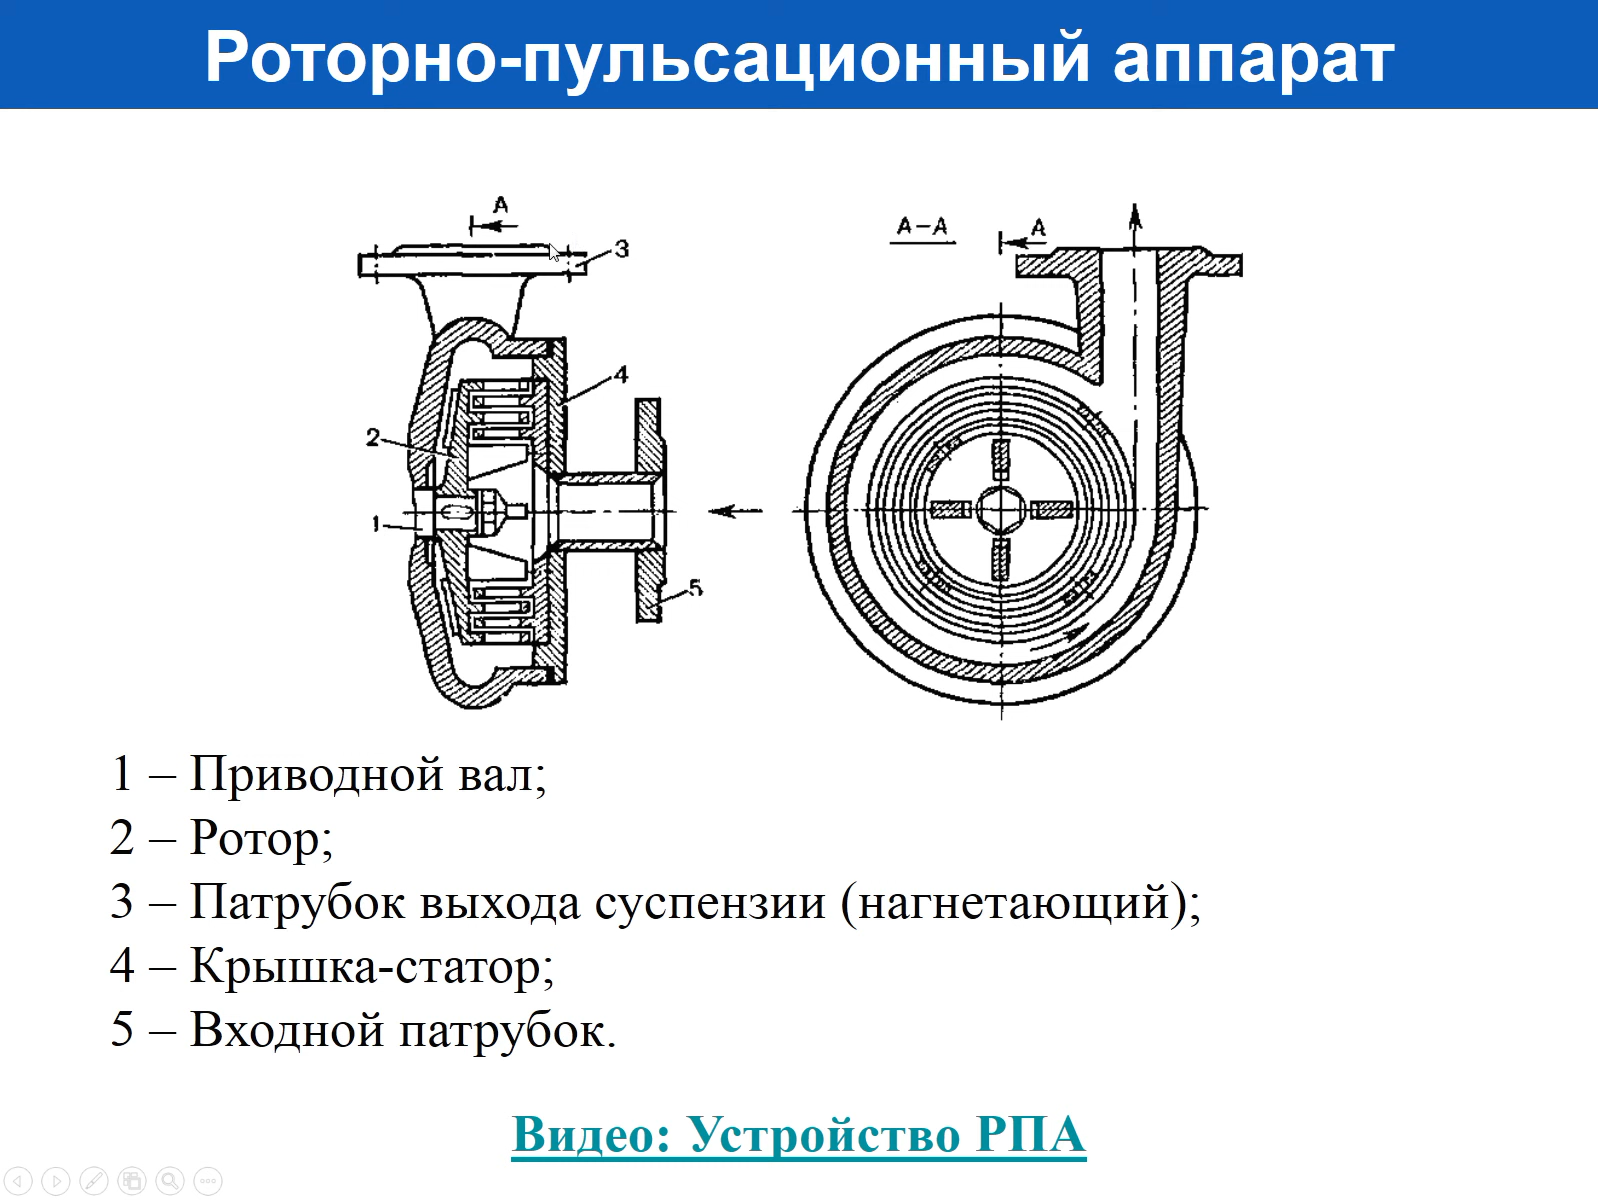 Роторно-пульсационный аппарат
А
3
4
2
1
5
А–А
А
1 – Приводной вал;
2 – Ротор;
3 – Патрубок выхода суспензии (нагнетающий);
4 – Крышка-статор;
5 – Входной патрубок.
Видео: Устройство РПА